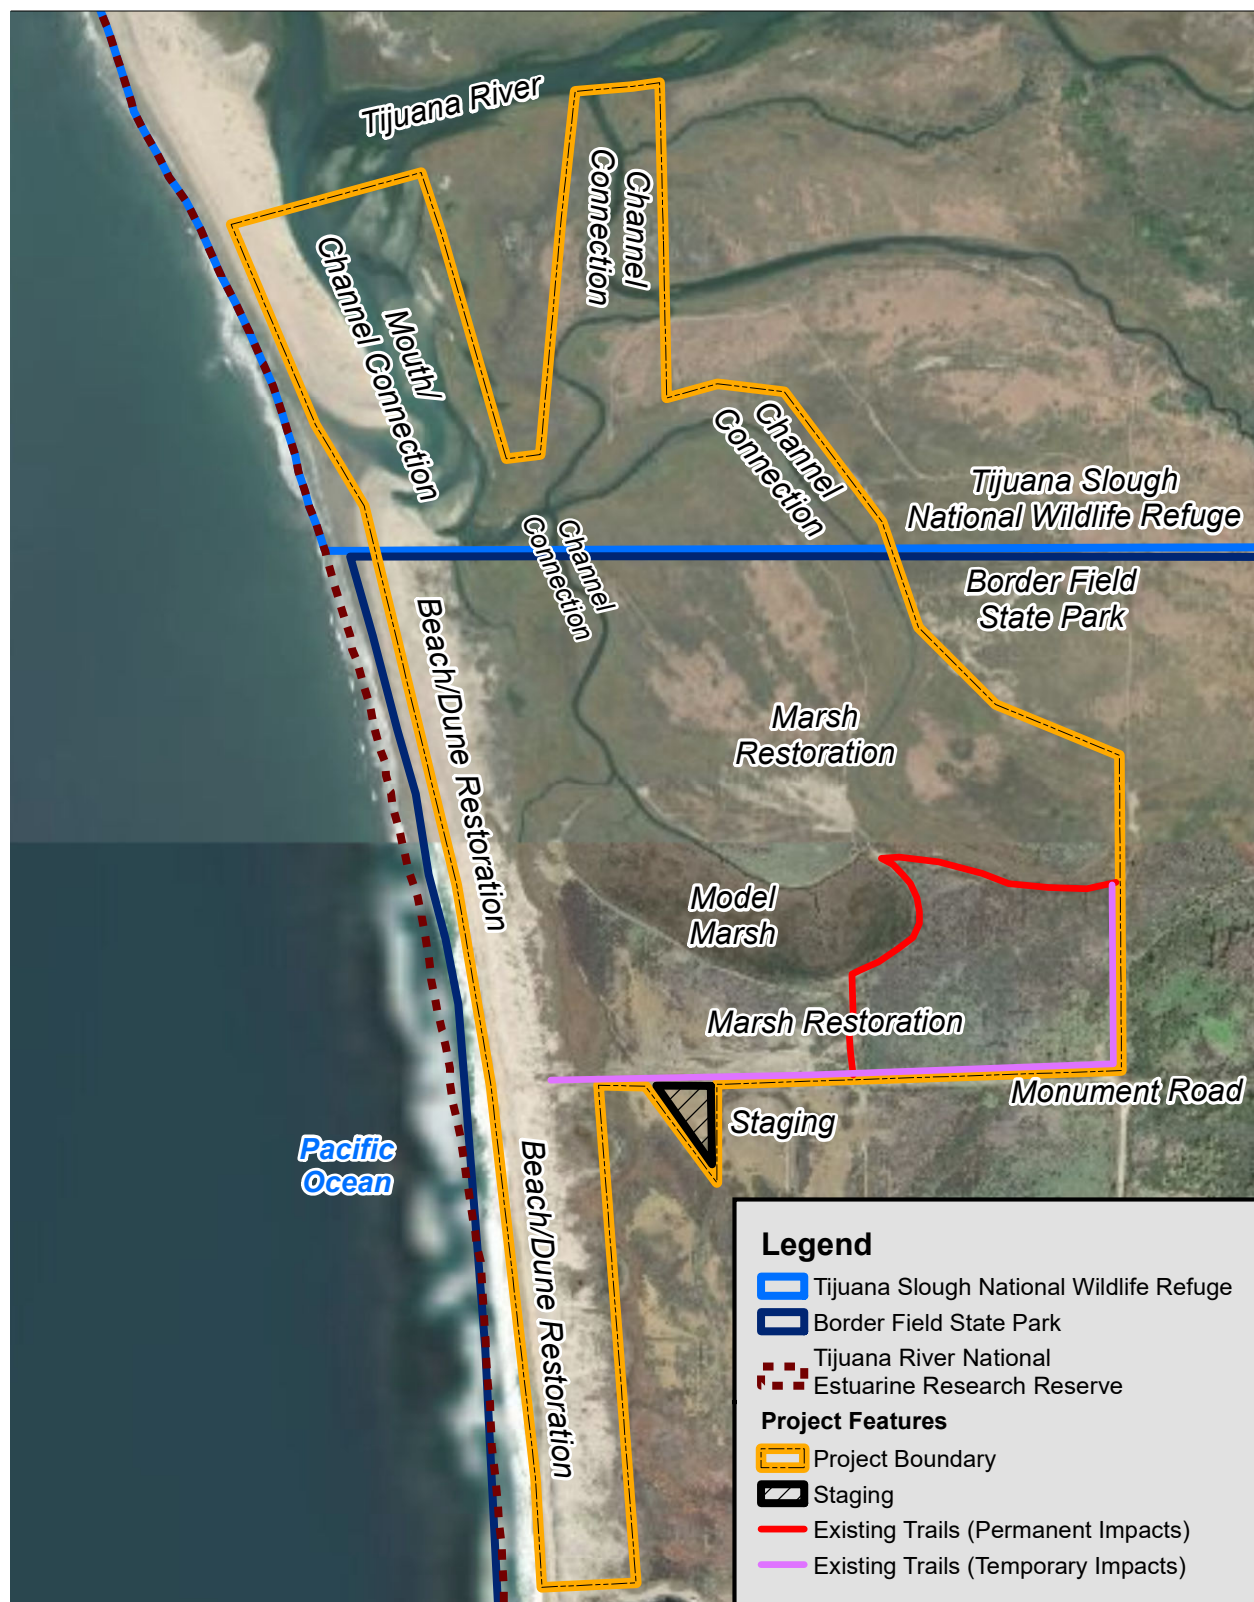 Tijuana River
Channel
Connection
Mouth/
Channel Connection
Channel
Connection
Tijuana Slough
National Wildlife Refuge
Channel
Connection
Border Field
State Park
Beach/Dune Restoration
Marsh
Restoration
Model
Marsh
Marsh Restoration
Monument Road
Staging
Pacific
Ocean
Beach/Dune Restoration
Legend
Tijuana Slough National Wildlife Refuge
Border Field State Park
Tijuana River National
Estuarine Research Reserve
Project Features
Project Boundary
Staging
Existing Trails (Permanent Impacts)
Existing Trails (Temporary Impacts)